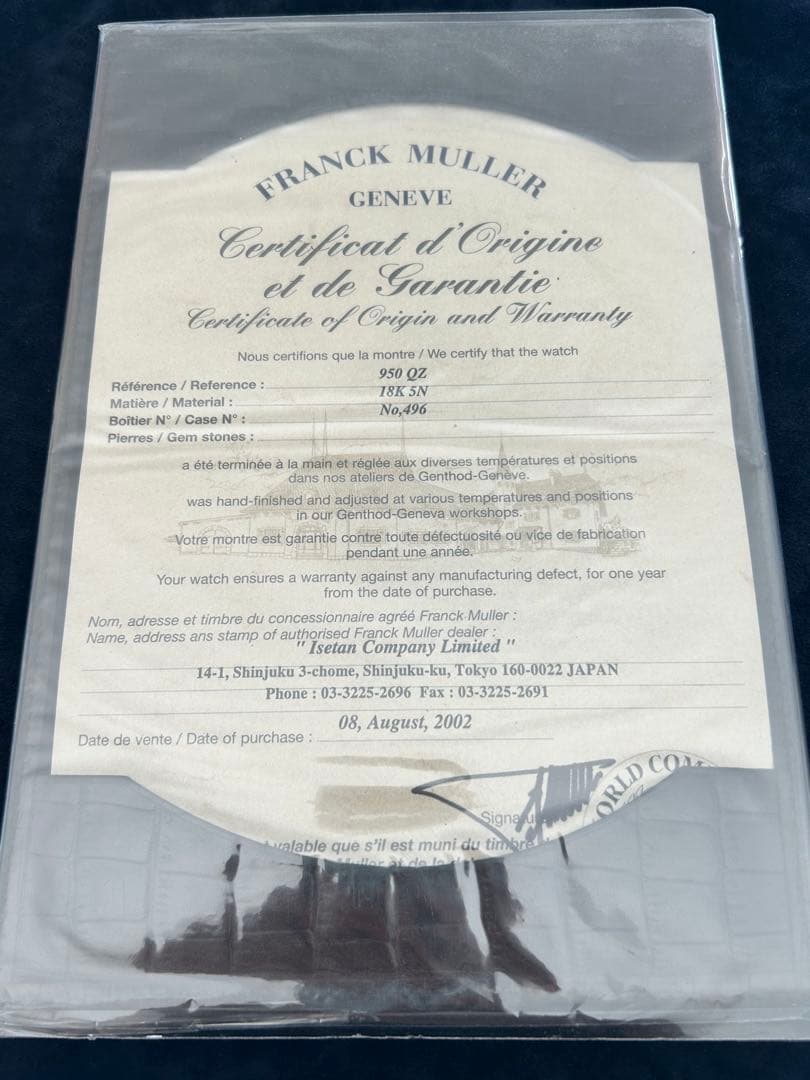 FRANCK MULLER
GENEVE
Certificat d'Origine
et de Garantie
Certificate of Origin and Warranty
Nous certifions que la montre / We certify that the watch
Référence / Reference : 950 QZ
Matière / Material : 18K 5N
Boîtier N° / Case N° : No,496
Pierres / Gem stones :
a été terminée à la main et réglée aux diverses températures et positions
dans nos ateliers de Genthod-Genève.
was hand-finished and adjusted at various temperatures and positions
in our Genthod-Geneva workshops.
Votre montre est garantie contre toute défectuosité ou vice de fabrication
pendant une année.
Your watch ensures a warranty against any manufacturing defect, for one year
from the date of purchase.
Nom, adresse et timbre du concessionnaire agréé Franck Muller :
Name, address ans stamp of authorised Franck Muller dealer :
" Isetan Company Limited "
14-1, Shinjuku 3-chome, Shinjuku-ku, Tokyo 160-0022 JAPAN
Phone : 03-3225-2696 Fax : 03-3225-2691
Date de vente / Date of purchase : 08, August, 2002
valable que s'il est muni du timbre